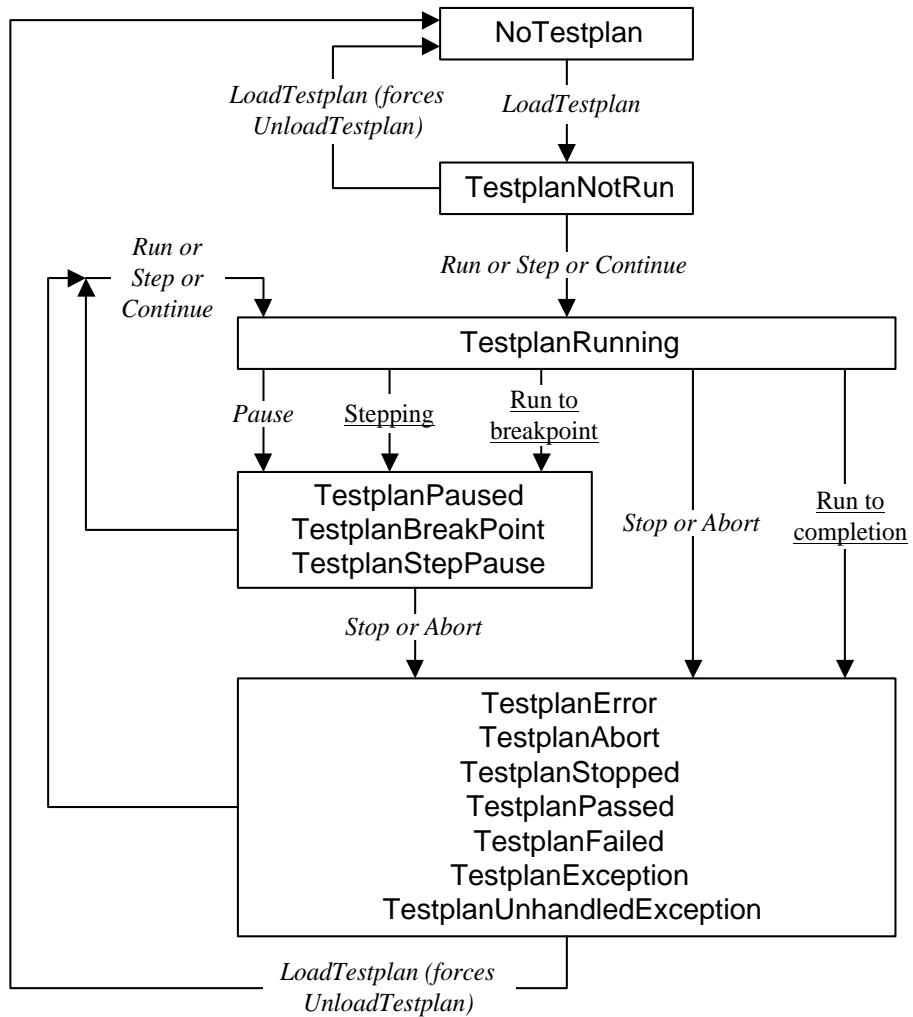 NoTestplan
LoadTestplan (forces
UnloadTestplan)
LoadTestplan
TestplanNotRun
Run or
Step or
Continue
Run or Step or Continue
TestplanRunning
Pause
Stepping
Run to
breakpoint
Stop or Abort
Run to
completion
TestplanPaused
TestplanBreakPoint
TestplanStepPause
Stop or Abort
TestplanError
TestplanAbort
TestplanStopped
TestplanPassed
TestplanFailed
TestplanException
TestplanUnhandledException
LoadTestplan (forces
UnloadTestplan)